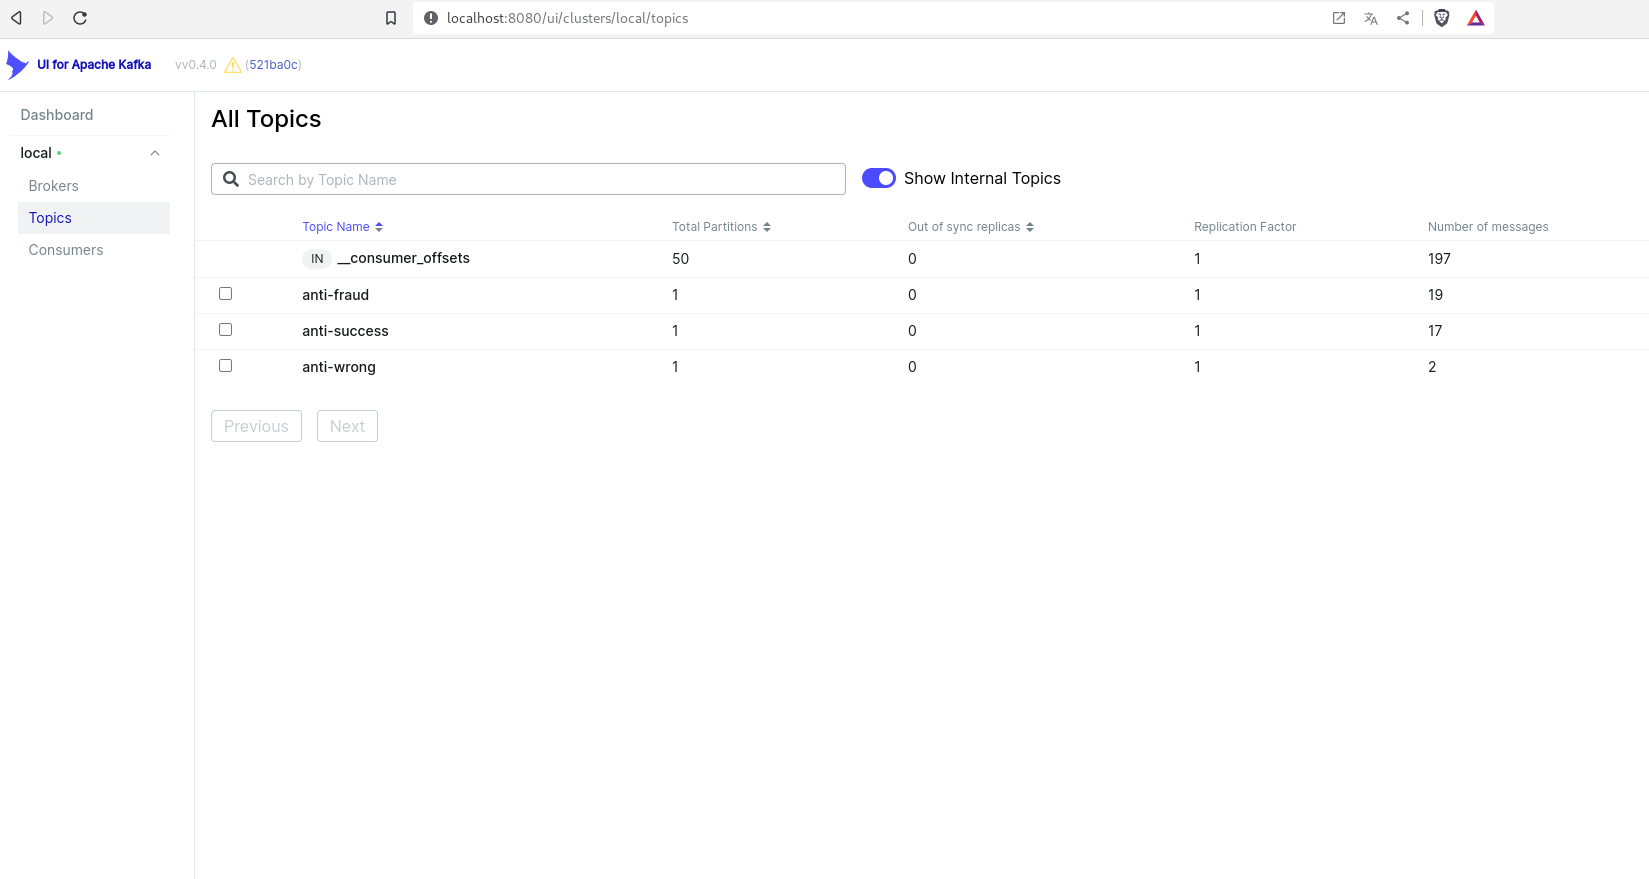 localhost:8080/ui/clusters/local/topics
UI for Apache Kafka vv0.4.0 (521ba0c)
Dashboard
local
Brokers
Topics
Consumers
All Topics
Search by Topic Name Show Internal Topics
Topic Name Total Partitions Out of sync replicas Replication Factor Number of messages
IN __consumer_offsets 50 0 1 197
anti-fraud 1 0 1 19
anti-success 1 0 1 17
anti-wrong 1 0 1 2
Previous Next